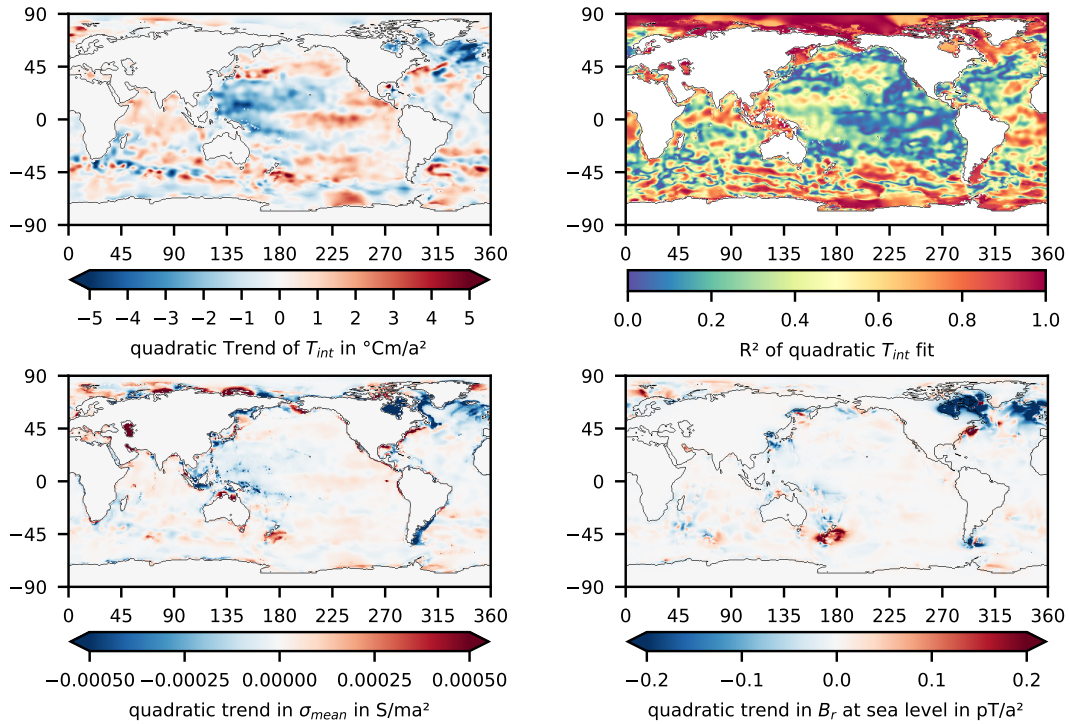 90
45
0
−45
−90
0 45 90 135 180 225 270 315 360
−5 −4 −3 −2 −1 0 1 2 3 4 5
quadratic Trend of T_int in °Cm/a²
90
45
0
−45
−90
0 45 90 135 180 225 270 315 360
0.0 0.2 0.4 0.6 0.8 1.0
R² of quadratic T_int fit
90
45
0
−45
−90
0 45 90 135 180 225 270 315 360
−0.00050 −0.00025 0.00000 0.00025 0.00050
quadratic trend in σ_mean in S/ma²
90
45
0
−45
−90
0 45 90 135 180 225 270 315 360
−0.2 −0.1 0.0 0.1 0.2
quadratic trend in B_r at sea level in pT/a²